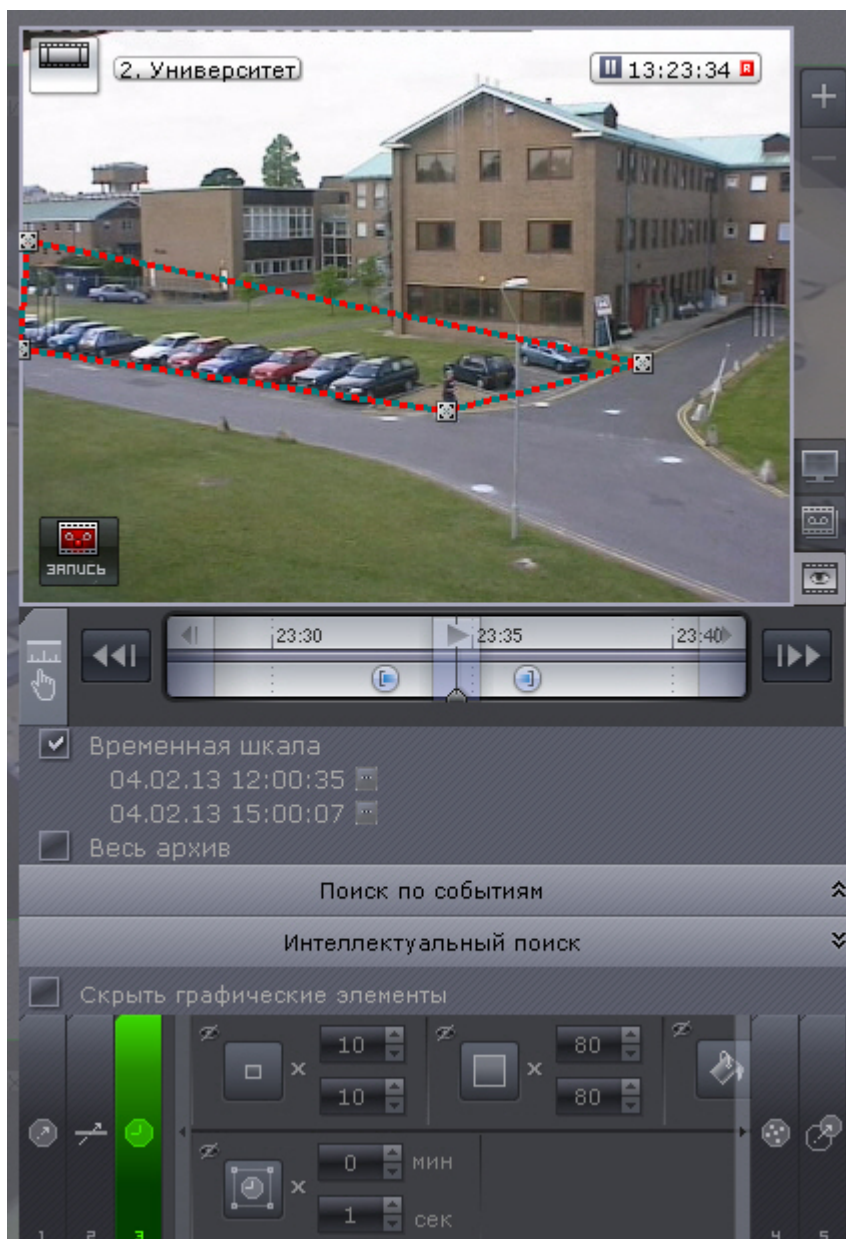 2. Университет
13:23:34 R
запись
23:30 23:35 23:40
Временная шкала
04.02.13 12:00:35
04.02.13 15:00:07
Весь архив
Поиск по событиям
Интеллектуальный поиск
Скрыть графические элементы
× 10 × 80
10 80
× 0 мин
1 сек
1 2 3 4 5